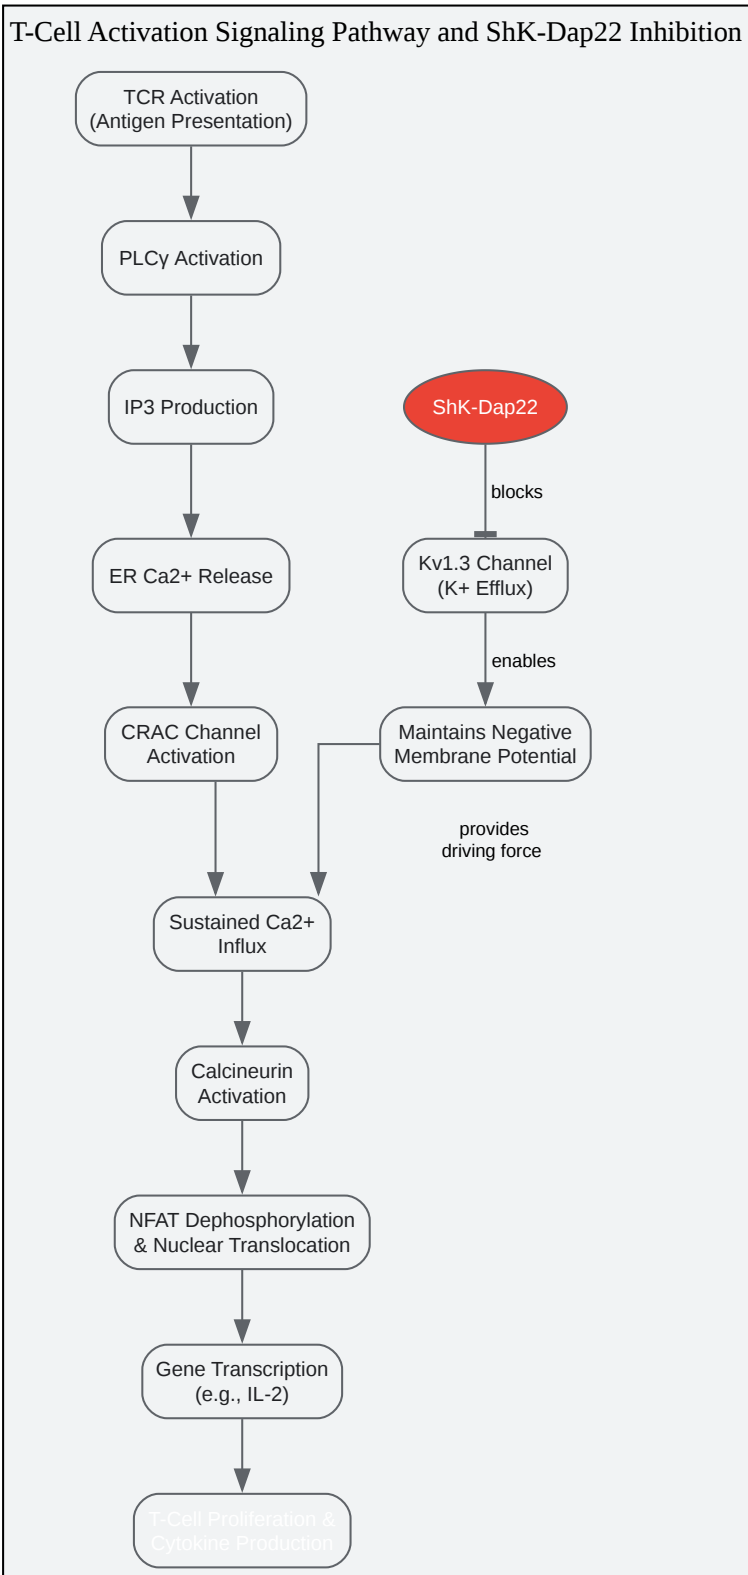 T-Cell Activation Signaling Pathway and ShK-Dap22 Inhibition
TCR Activation
(Antigen Presentation)
PLCγ Activation
IP3 Production
ShK-Dap22
blocks
ER Ca2+ Release
Kv1.3 Channel
(K+ Efflux)
enables
CRAC Channel
Activation
Maintains Negative
Membrane Potential
provides
driving force
Sustained Ca2+
Influx
Calcineurin
Activation
NFAT Dephosphorylation
& Nuclear Translocation
Gene Transcription
(e.g., IL-2)
T-Cell Proliferation &
Cytokine Production